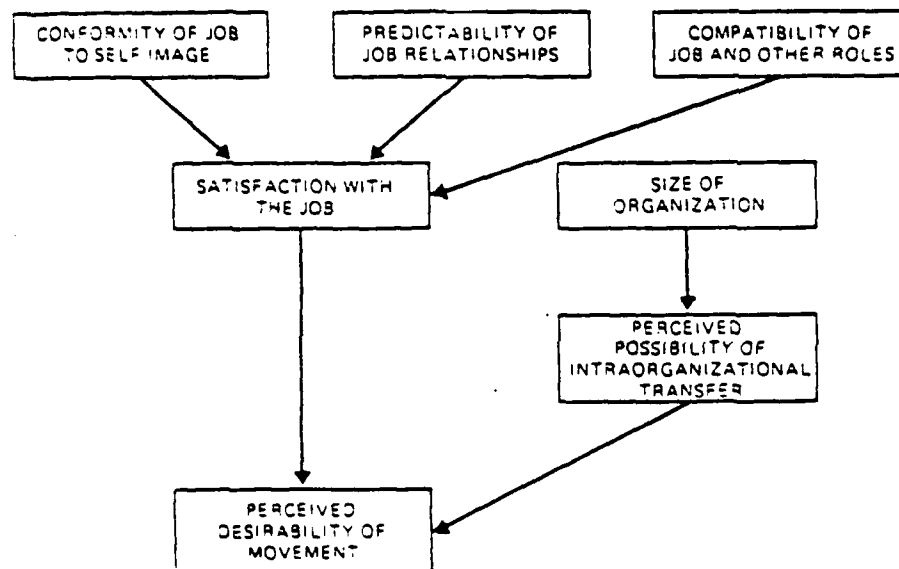 CONFORMITY OF JOB
TO SELF IMAGE
PREDICTABILITY OF
JOB RELATIONSHIPS
COMPATIBILITY OF
JOB AND OTHER ROLES
SATISFACTION WITH
THE JOB
SIZE OF
ORGANIZATION
PERCEIVED
POSSIBILITY OF
INTRAORGANIZATIONAL
TRANSFER
PERCEIVED
DESIRABILITY OF
MOVEMENT